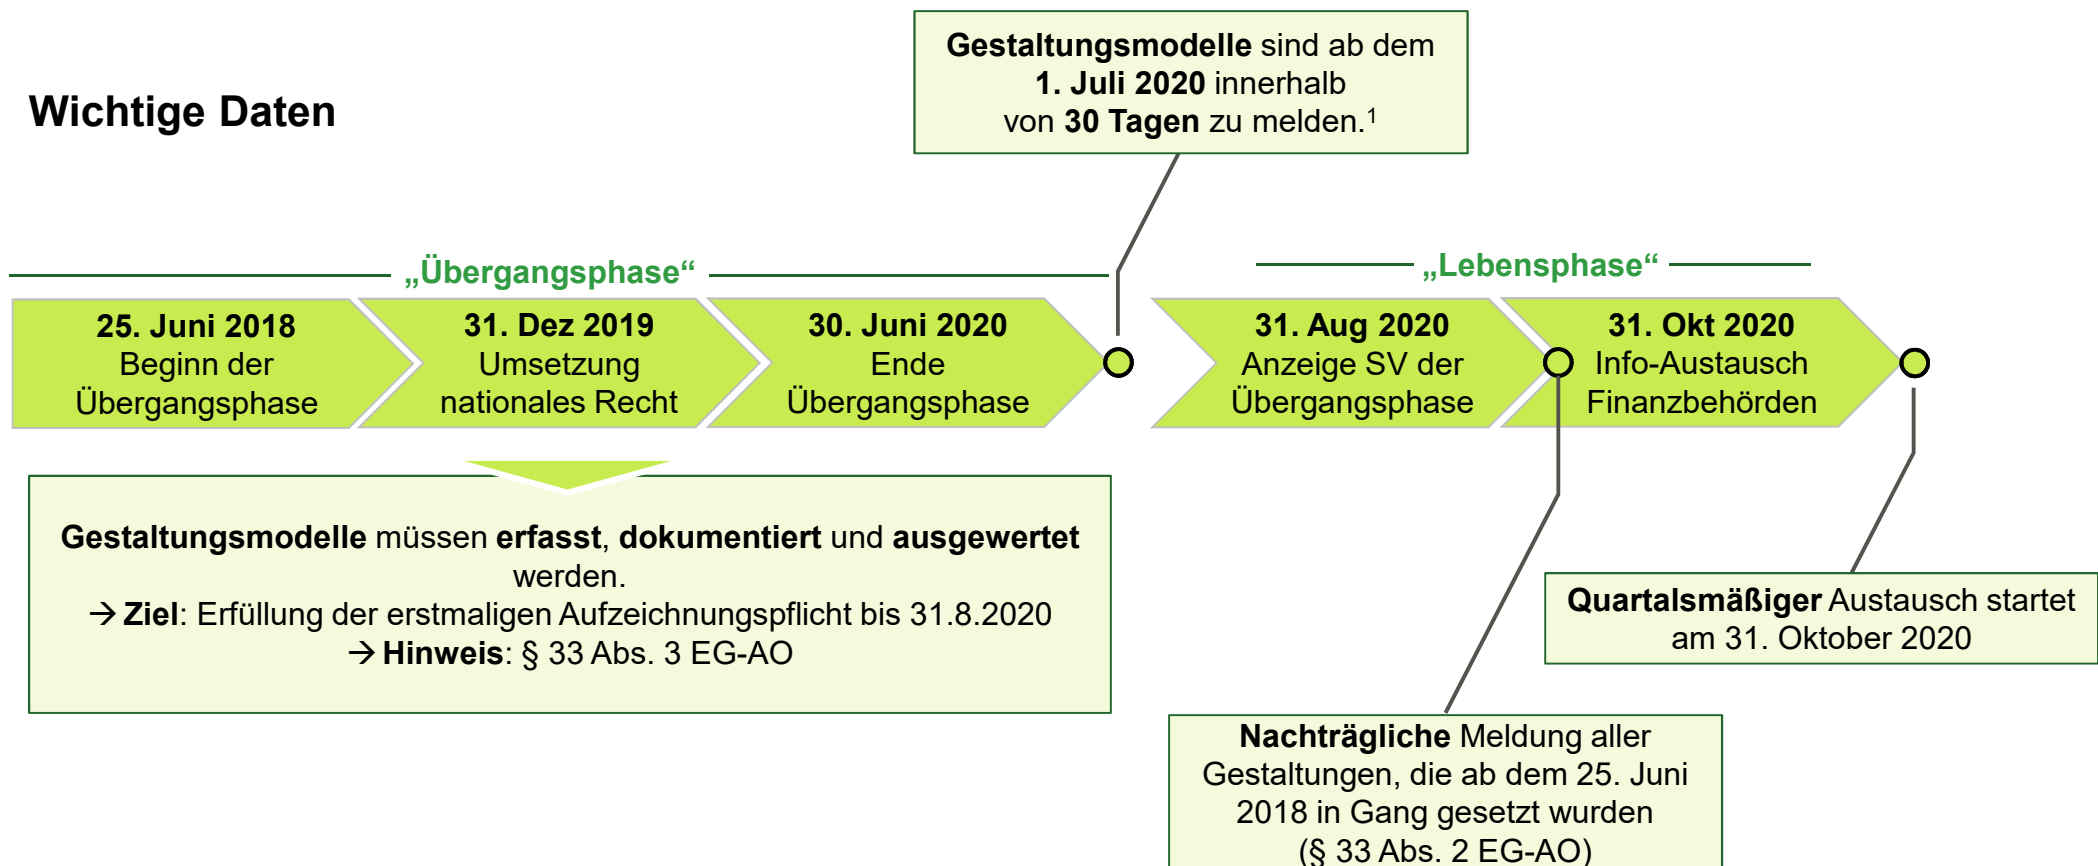 Wichtige Daten
Gestaltungsmodelle sind ab dem
1. Juli 2020 innerhalb
von 30 Tagen zu melden.¹
„Übergangsphase“
„Lebensphase“
25. Juni 2018
Beginn der
Übergangsphase
31. Dez 2019
Umsetzung
nationales Recht
30. Juni 2020
Ende
Übergangsphase
31. Aug 2020
Anzeige SV der
Übergangsphase
31. Okt 2020
Info-Austausch
Finanzbehörden
Gestaltungsmodelle müssen erfasst, dokumentiert und ausgewertet
werden.
→ Ziel: Erfüllung der erstmaligen Aufzeichnungspflicht bis 31.8.2020
→ Hinweis: § 33 Abs. 3 EG-AO
Quartalsmäßiger Austausch startet
am 31. Oktober 2020
Nachträgliche Meldung aller
Gestaltungen, die ab dem 25. Juni
2018 in Gang gesetzt wurden
(§ 33 Abs. 2 EG-AO)